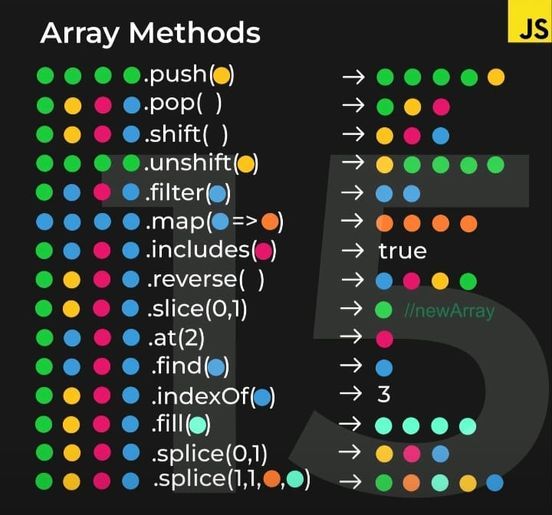 Array Methods
JS
.push( ) →
.pop( ) →
.shift( ) →
.unshift( ) →
.filter( ) →
.map( => ) →
.includes( ) → true
.reverse( ) →
.slice(0,1) → //newArray
.at(2) →
.find( ) →
.indexOf( ) → 3
.fill( ) →
.splice(0,1) →
.splice(1,1, , ) →
15